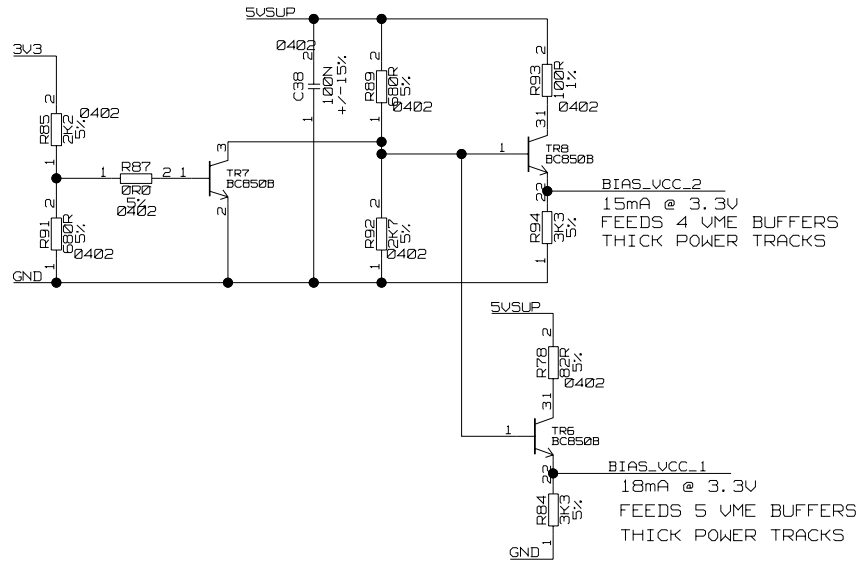 5VSUP
3V3
0402
2
C38
100N
+/-15%
1
2
R89
680R
5%
0402
1
2
R93
100R
1%
0402
31
2
0402
R85
2K2
5%
1
1
R87
2
0R0
5%
0402
1
3
TR7
BC850B
2
1
TR8
BC850B
22
BIAS_VCC_2
15mA @ 3.3V
FEEDS 4 VME BUFFERS
THICK POWER TRACKS
2
R91
680R
5%
0402
1
2
R92
2K7
5%
0402
1
R94
3K3
5%
1
GND
5VSUP
2
R78
82R
5%
0402
31
1
TR6
BC850B
22
BIAS_VCC_1
18mA @ 3.3V
FEEDS 5 VME BUFFERS
THICK POWER TRACKS
R84
3K3
5%
1
GND